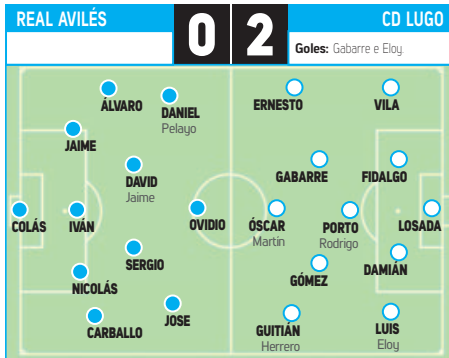 REAL AVILÉS
0 2
CD LUGO
Goles: Gabarre e Eloy.
ÁLVARO
DANIEL
Pelayo
JAIME
DAVID
Jaime
COLÁS
IVÁN
OVIDIO
SERGIO
NICOLÁS
CARBALLO
JOSE
ERNESTO
VILA
GABARRE
FIDALGO
ÓSCAR
Martín
PORTO
Rodrigo
LOSADA
GÓMEZ
DAMIÁN
GUITIÁN
Herrero
LUIS
Eloy